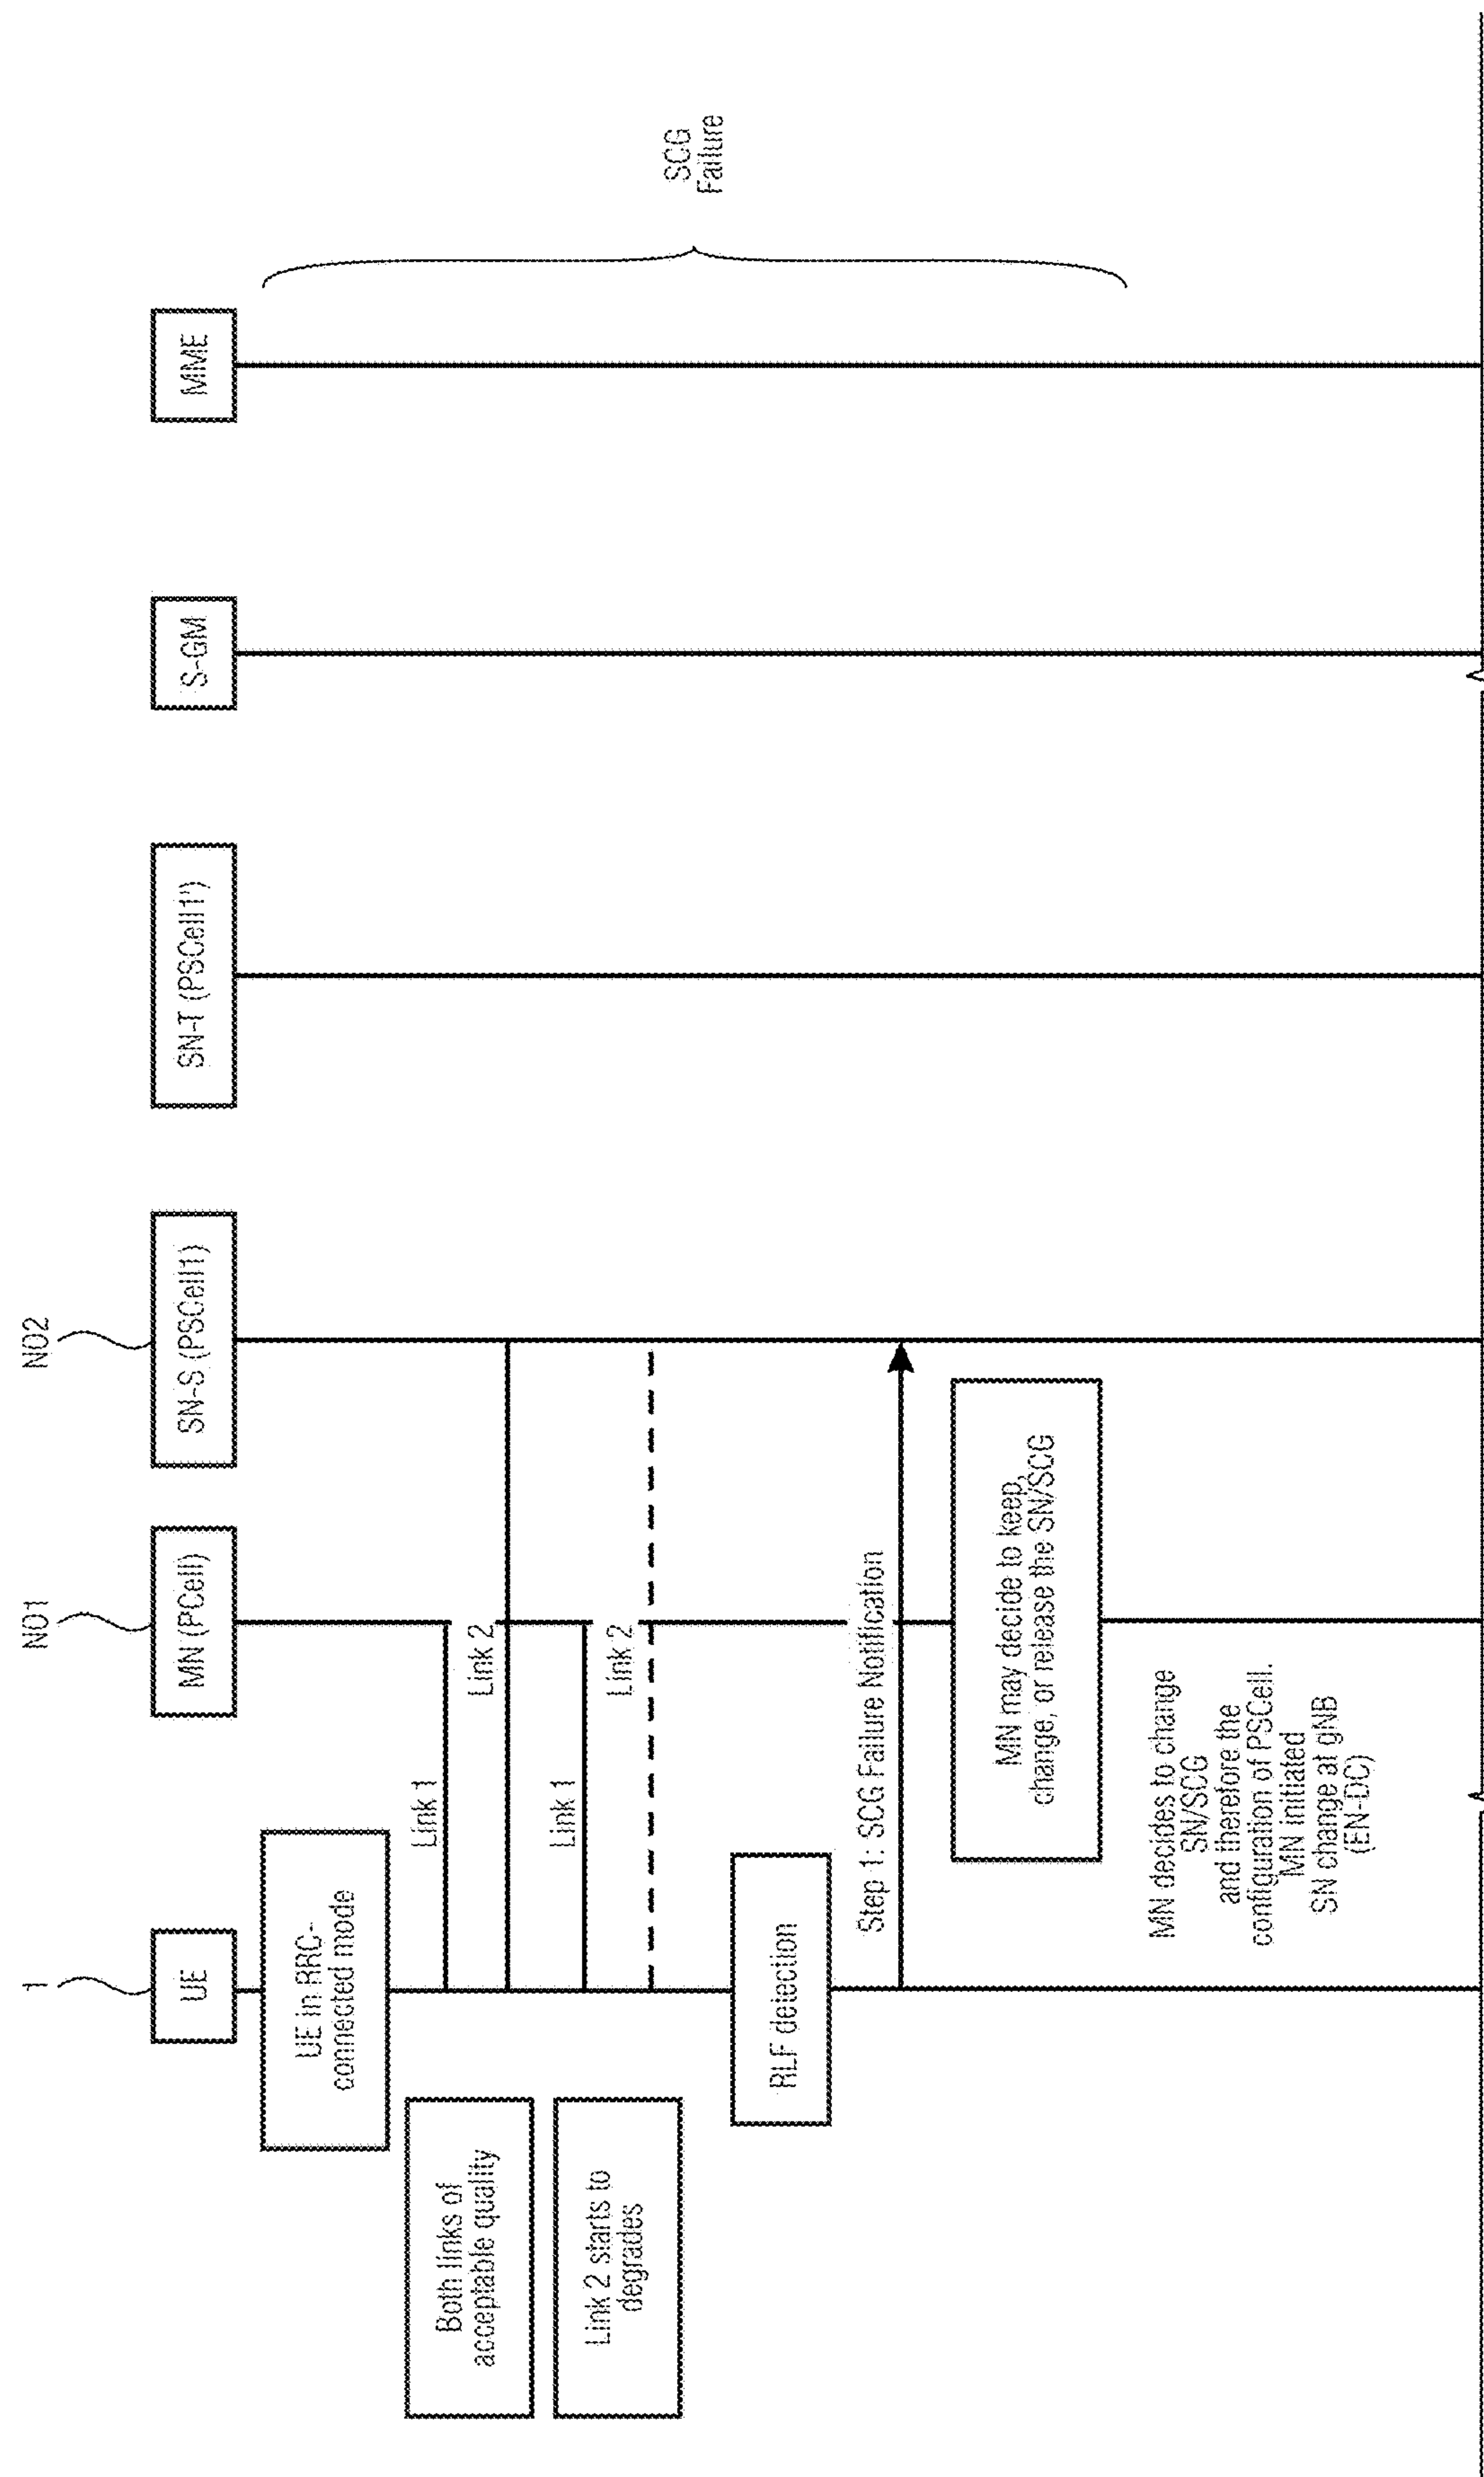 1
NO1
NO2
UE
MN (PCell)
SN-S (PSCell1)
SN-T (PSCell1')
S-GM
MME
UE in RRC-
connected mode
Both links of
acceptable quality
Link 1
Link 2
Link 2 starts to
degrades
Link 1
Link 2
SCG
Failure
RLF detection
Step 1: SCG Failure Notification
MN may decide to keep,
change, or release the SN/SCG
MN decides to change
SN/SCG
and therefore the
configuration of PSCell.
MN initiated
SN change at gNB
(EN-DC)